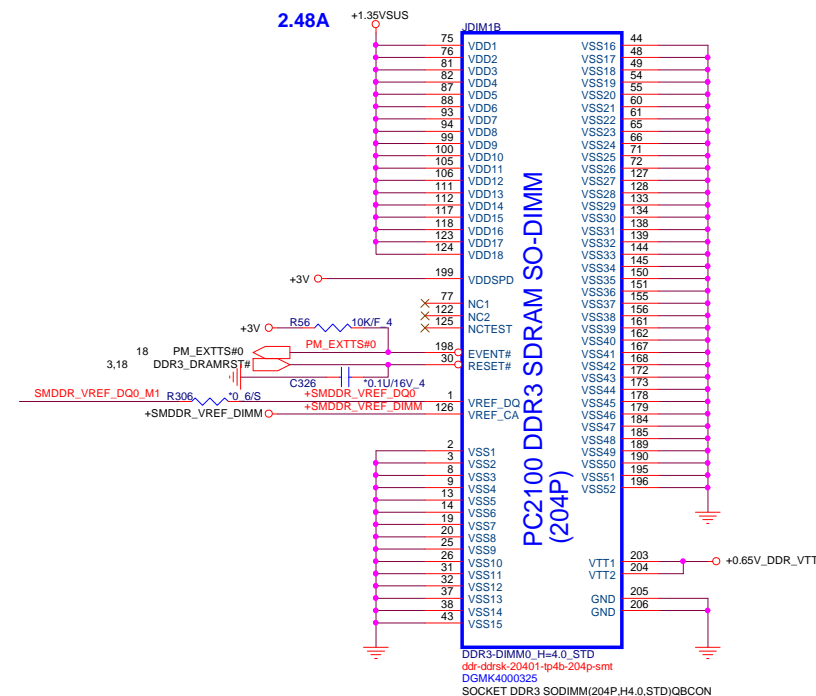 2.48A
+1.35VSUS
JDIM1B
75 VDD1 VSS16 44
76 VDD2 VSS17 48
81 VDD3 VSS18 49
82 VDD4 VSS19 54
87 VDD5 VSS20 55
88 VDD6 VSS21 60
93 VDD7 VSS22 61
94 VDD8 VSS23 65
99 VDD9 VSS24 66
100 VDD10 VSS25 71
105 VDD11 VSS26 72
106 VDD12 VSS27 127
111 VDD13 VSS28 128
112 VDD14 VSS29 133
117 VDD15 VSS30 134
118 VDD16 VSS31 138
123 VDD17 VSS32 139
124 VDD18 VSS33 144
VSS34 145
+3V 199 VDDSPD VSS35 150
VSS36 151
77 NC1 VSS37 155
122 NC2 VSS38 156
125 NCTEST VSS39 161
+3V R56 10K/F_4
VSS40 162
VSS41 167
18 PM_EXTTS#0 PM_EXTTS#0 198 EVENT# VSS42 168
3,18 DDR3_DRAMRST# 30 RESET# VSS43 172
C326 *0.1U/16V_4
VSS44 173
SMDDR_VREF_DQ0_M1 R306 *0_6/S +SMDDR_VREF_DQ0 1 VREF_DQ VSS45 178
+SMDDR_VREF_DIMM +SMDDR_VREF_DIMM 126 VREF_CA VSS46 179
VSS47 184
VSS48 185
2 VSS1 VSS49 189
3 VSS2 VSS50 190
8 VSS3 VSS51 195
9 VSS4 VSS52 196
13 VSS5
14 VSS6
19 VSS7
20 VSS8
25 VSS9
26 VSS10 VTT1 203 +0.65V_DDR_VTT
31 VSS11 VTT2 204
32 VSS12
37 VSS13 GND 205
38 VSS14 GND 206
43 VSS15
PC2100 DDR3 SDRAM SO-DIMM
(204P)
DDR3-DIMM0_H=4.0_STD
ddr-ddrsk-20401-tp4b-204p-smt
DGMK4000325
SOCKET DDR3 SODIMM(204P,H4.0,STD)QBCON